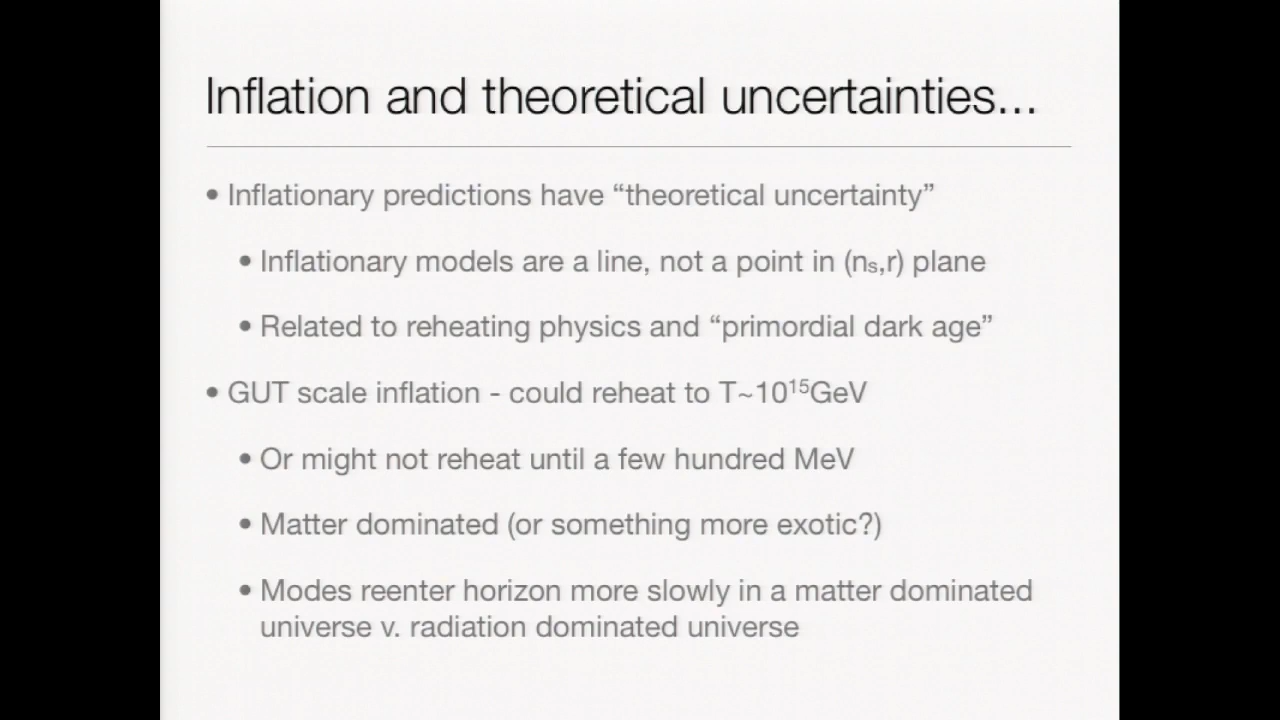 Inflation and theoretical uncertainties...
• Inflationary predictions have “theoretical uncertainty”
• Inflationary models are a line, not a point in (nₛ,r) plane
• Related to reheating physics and “primordial dark age”
• GUT scale inflation - could reheat to T~10¹⁵GeV
• Or might not reheat until a few hundred MeV
• Matter dominated (or something more exotic?)
• Modes reenter horizon more slowly in a matter dominated
universe v. radiation dominated universe